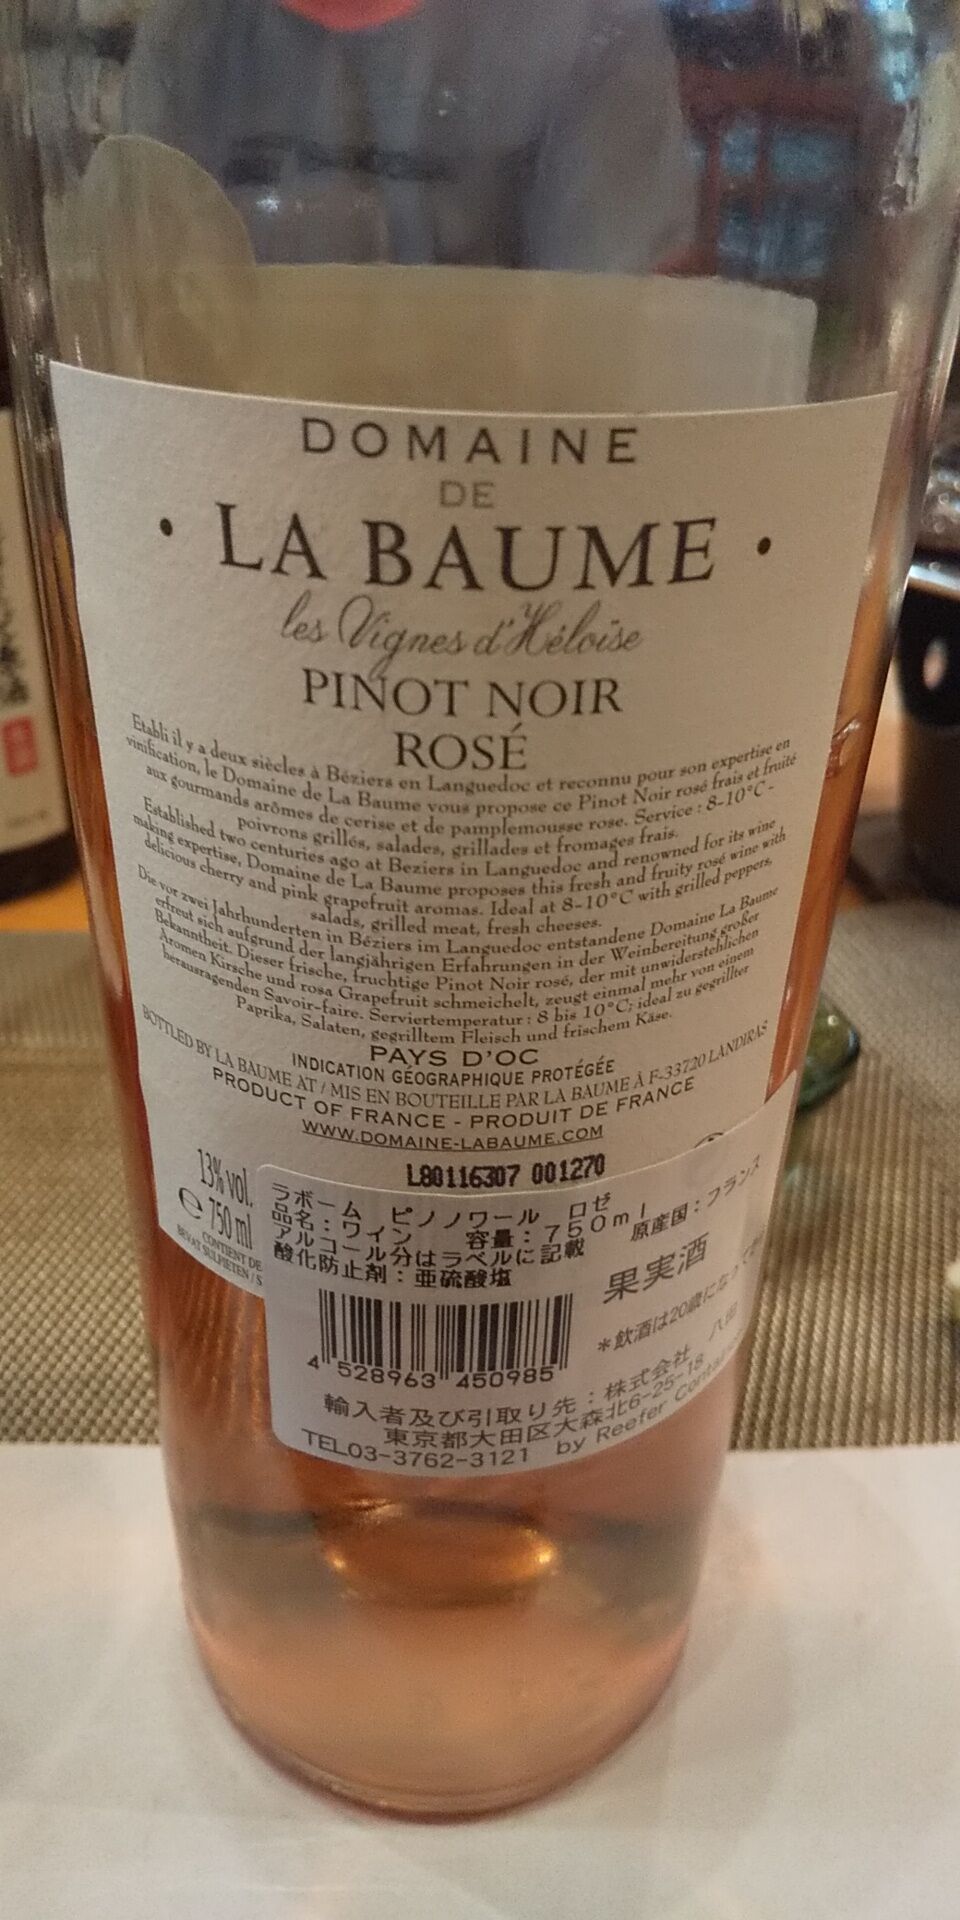 DOMAINE
DE
· LA BAUME ·
les Vignes d'Héloïse
PINOT NOIR
ROSÉ
Etabli il y a deux siècles à Béziers en Languedoc et reconnu pour son expertise en
vinification, le Domaine de La Baume vous propose ce Pinot Noir rosé frais et fruité
aux gourmands arômes de cerise et de pamplemousse rose. Service : 8-10°C -
poivrons grillés, salades, grillades et fromages frais.
Established two centuries ago at Beziers in Languedoc and renowned for its wine
making expertise, Domaine de La Baume proposes this fresh and fruity rosé wine with
delicious cherry and pink grapefruit aromas. Ideal at 8-10°C with grilled peppers,
salads, grilled meat, fresh cheeses.
Die vor zwei Jahrhunderten in Béziers im Languedoc entstandene Domaine La Baume
erfreut sich aufgrund der langjährigen Erfahrungen in der Weinbereitung großer
Bekanntheit. Dieser frische, fruchtige Pinot Noir rosé, der mit unwiderstehlichen
Aromen Kirsche und rosa Grapefruit schmeichelt, zeugt einmal mehr von einem
herausragenden Savoir-faire. Serviertemperatur : 8 bis 10°C; ideal zu gegrillter
Paprika, Salaten, gegrilltem Fleisch und frischem Käse.
PAYS D'OC
INDICATION GÉOGRAPHIQUE PROTÉGÉE
BOTTLED BY LA BAUME AT / MIS EN BOUTEILLE PAR LA BAUME À F-33720 LANDIRAS
PRODUCT OF FRANCE - PRODUIT DE FRANCE
WWW.DOMAINE-LABAUME.COM
L80116307 001270
13% vol.
℮ 750 ml
CONTIENT DE
BEVAT SULFIETEN / S
ラボーム ピノノワール ロゼ
品名：ワイン 容量：750ml 原産国：フランス
アルコール分はラベルに記載
酸化防止剤：亜硫酸塩
果実酒
＊飲酒は20歳になっ
4 528963 450985
輸入者及び引取り先：株式会社 八田
東京都大田区大森北6-25-18
TEL03-3762-3121 by Reefer